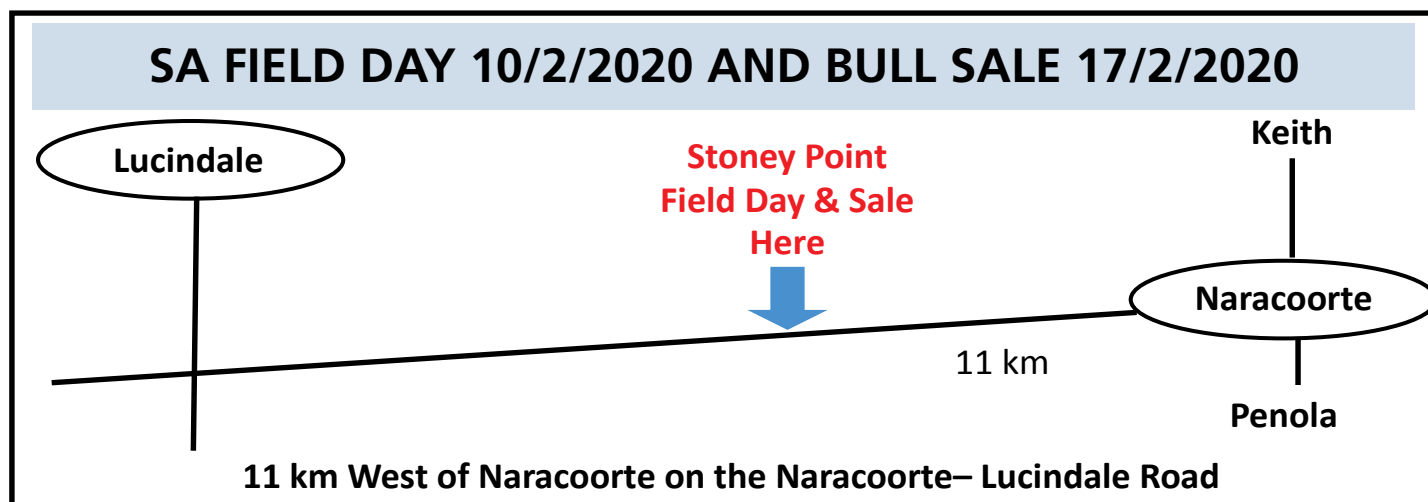 SA FIELD DAY 10/2/2020 AND BULL SALE 17/2/2020
Lucindale
Stoney Point
Field Day & Sale
Here
Keith
Naracoorte
11 km
Penola
11 km West of Naracoorte on the Naracoorte– Lucindale Road